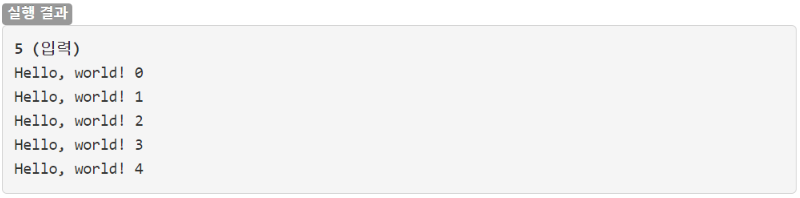 실행 결과
5 (입력)
Hello, world! 0
Hello, world! 1
Hello, world! 2
Hello, world! 3
Hello, world! 4